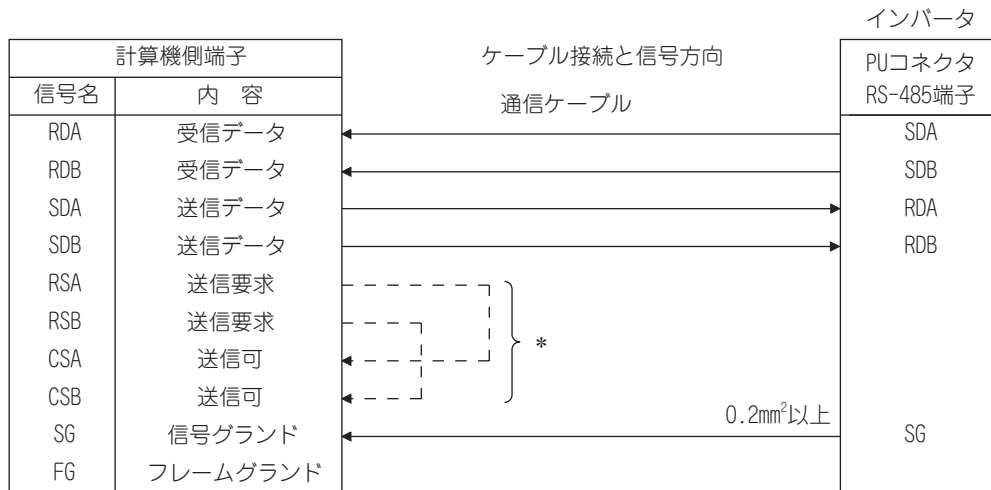 インバータ
計算機側端子
ケーブル接続と信号方向
PUコネクタ
RS-485端子
信号名 内 容
通信ケーブル
RDA 受信データ SDA
RDB 受信データ SDB
SDA 送信データ RDA
SDB 送信データ RDB
RSA 送信要求
RSB 送信要求
*
CSA 送信可
CSB 送信可
0.2mm²以上
SG 信号グランド SG
FG フレームグランド